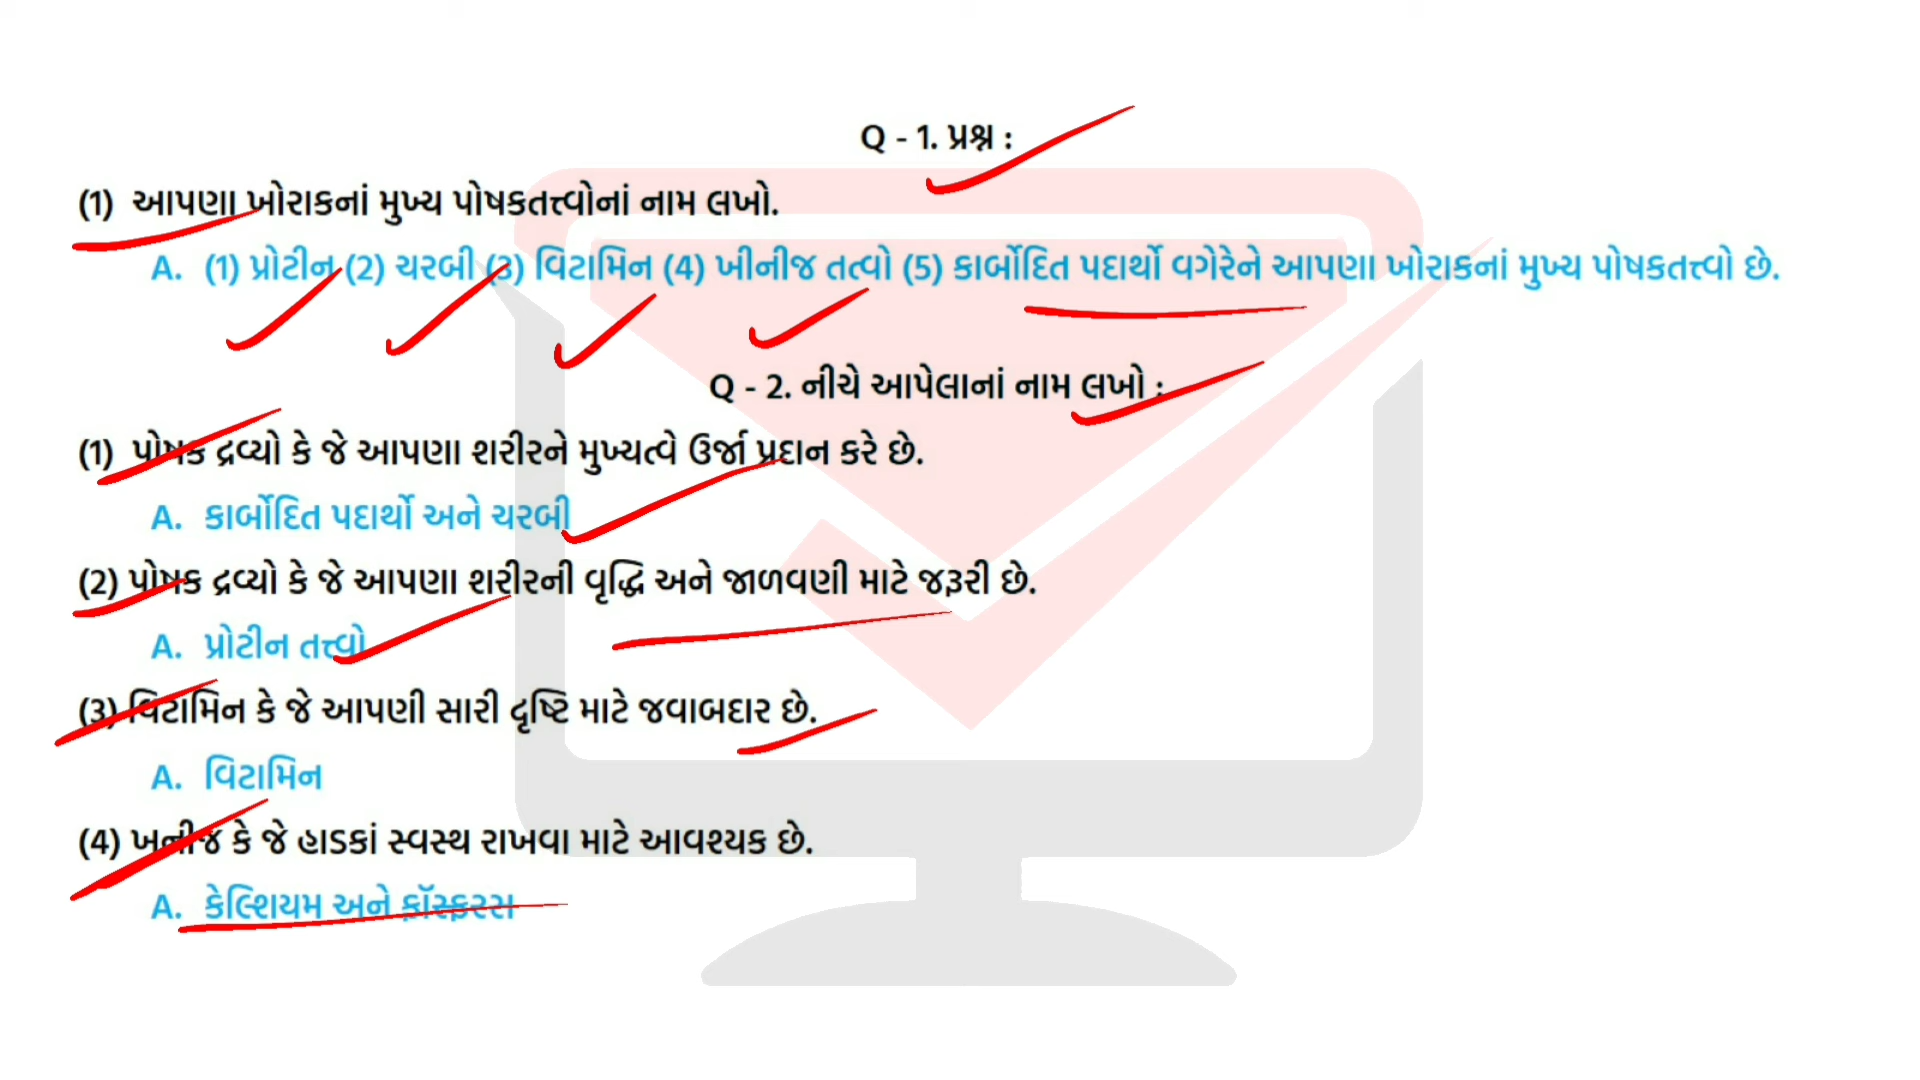 Q - 1. પ્રશ્ન :
(1) આપણા ખોરાકનાં મુખ્ય પોષકતત્ત્વોનાં નામ લખો.
A. (1) પ્રોટીન (2) ચરબી (3) વિટામિન (4) ખીનીજ તત્વો (5) કાર્બોદિત પદાર્થો વગેરેને આપણા ખોરાકનાં મુખ્ય પોષકતત્ત્વો છે.
Q - 2. નીચે આપેલાનાં નામ લખો :
(1) પોષક દ્રવ્યો કે જે આપણા શરીરને મુખ્યત્વે ઉર્જા પ્રદાન કરે છે.
A. કાર્બોદિત પદાર્થો અને ચરબી
(2) પોષક દ્રવ્યો કે જે આપણા શરીરની વૃદ્ધિ અને જાળવણી માટે જરૂરી છે.
A. પ્રોટીન તત્ત્વો
(3) વિટામિન કે જે આપણી સારી દૃષ્ટિ માટે જવાબદાર છે.
A. વિટામિન
(4) ખનીજ કે જે હાડકાં સ્વસ્થ રાખવા માટે આવશ્યક છે.
A. કેલ્શિયમ અને ફૉસ્ફરસ